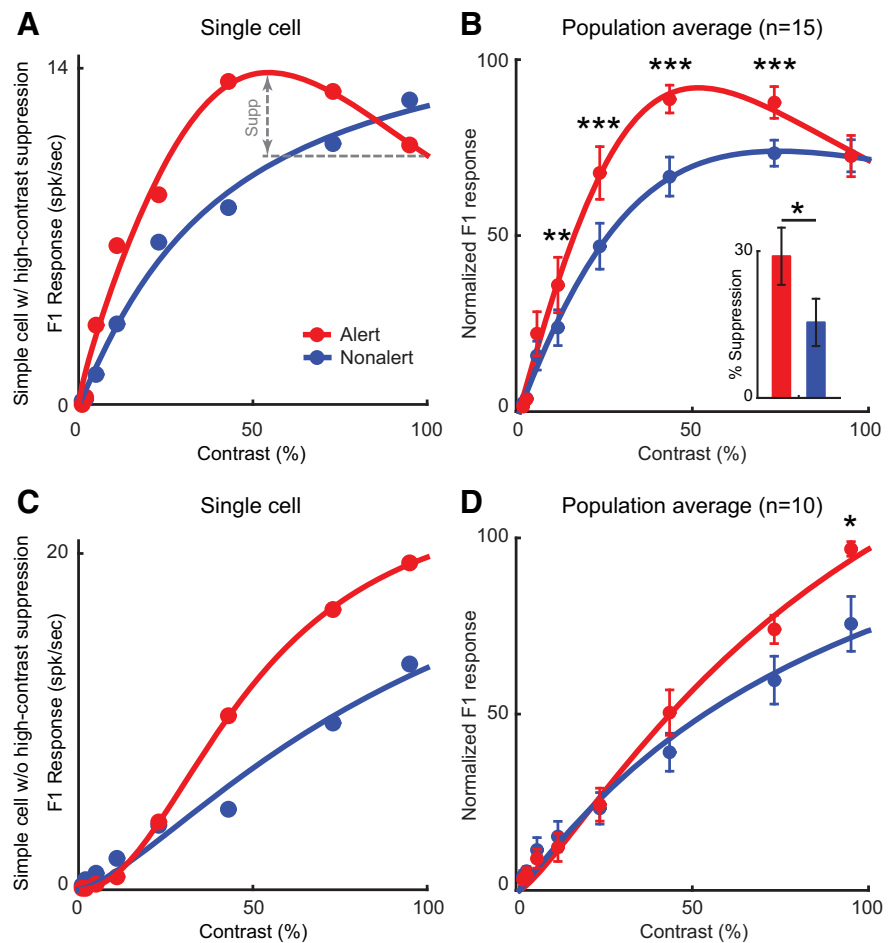 A
Single cell
Simple cell w/ high-contrast suppression
F1 Response (spk/sec)
14
0
Supp
Alert
Nonalert
0
50
100
Contrast (%)
B
Population average (n=15)
Normalized F1 response
100
50
0
**
***
***
***
% Suppression
30
0
*
0
50
100
Contrast (%)
C
Single cell
Simple cell w/o high-contrast suppression
F1 Response (spk/sec)
20
0
0
50
100
Contrast (%)
D
Population average (n=10)
Normalized F1 response
100
50
0
*
0
50
100
Contrast (%)